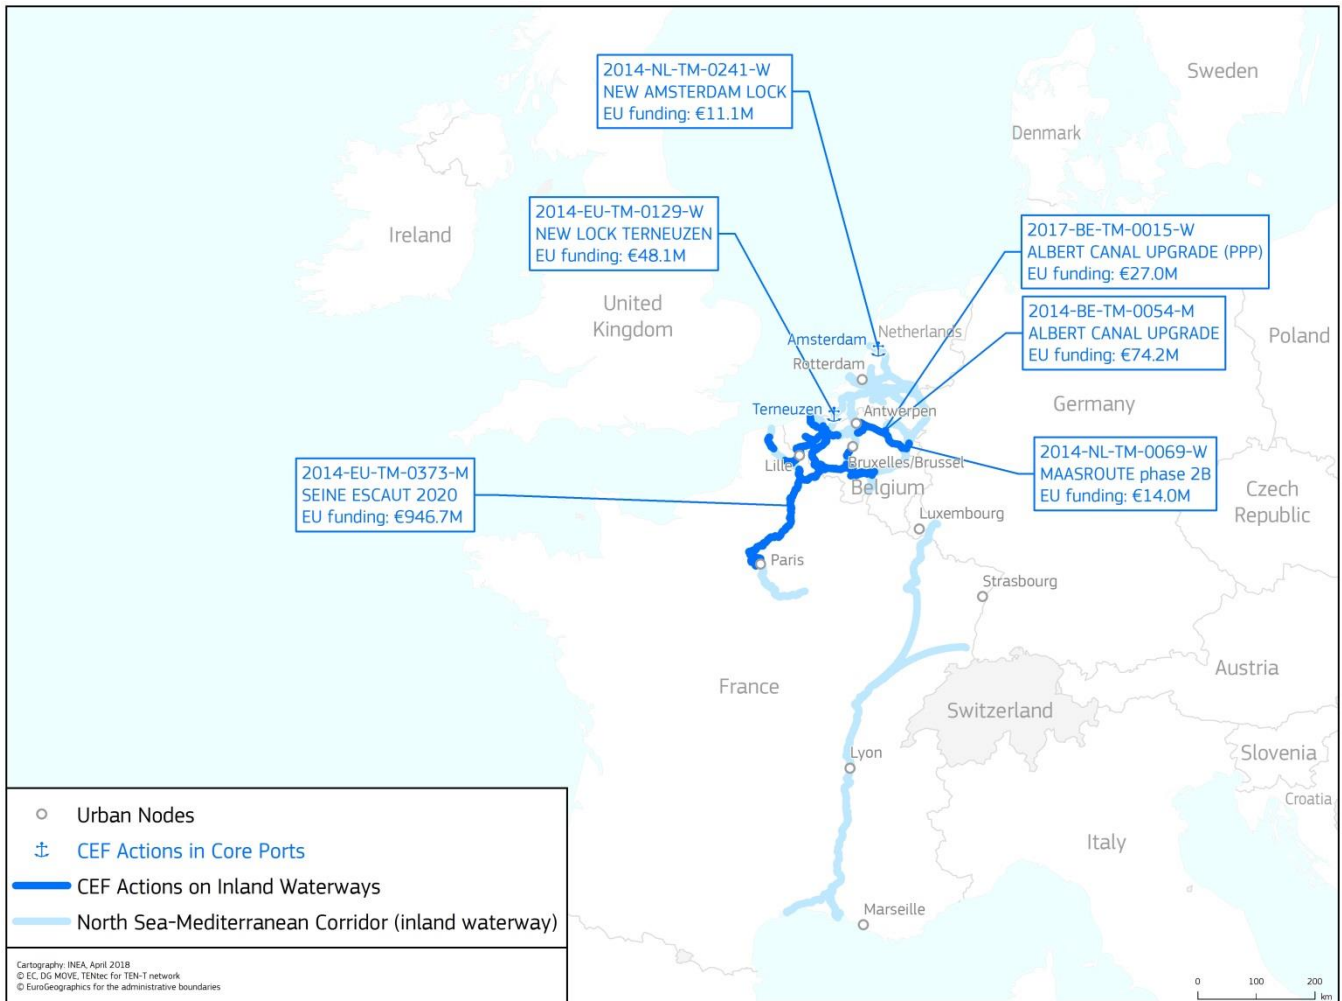 2014-NL-TM-0241-W
NEW AMSTERDAM LOCK
EU funding: €11.1M
Sweden
Denmark
2014-EU-TM-0129-W
NEW LOCK TERNEUZEN
EU funding: €48.1M
2017-BE-TM-0015-W
ALBERT CANAL UPGRADE (PPP)
EU funding: €27.0M
Ireland
United
Kingdom
2014-BE-TM-0054-M
ALBERT CANAL UPGRADE
EU funding: €74.2M
Netherlands
Amsterdam
Poland
Rotterdam
Germany
Terneuzen
Antwerpen
2014-EU-TM-0373-M
SEINE ESCAUT 2020
EU funding: €946.7M
Lille
Bruxelles/Brussel
Belgium
2014-NL-TM-0069-W
MAASROUTE phase 2B
EU funding: €14.0M
Czech
Republic
Luxembourg
Paris
Strasbourg
France
Austria
Switzerland
Lyon
Slovenia
Croatia
Italy
Marseille
Urban Nodes
CEF Actions in Core Ports
CEF Actions on Inland Waterways
North Sea-Mediterranean Corridor (inland waterway)
Cartography: INEA, April 2018
© EC, DG MOVE, TENtec for TEN-T network
© EuroGeographics for the administrative boundaries
0 100 200
km